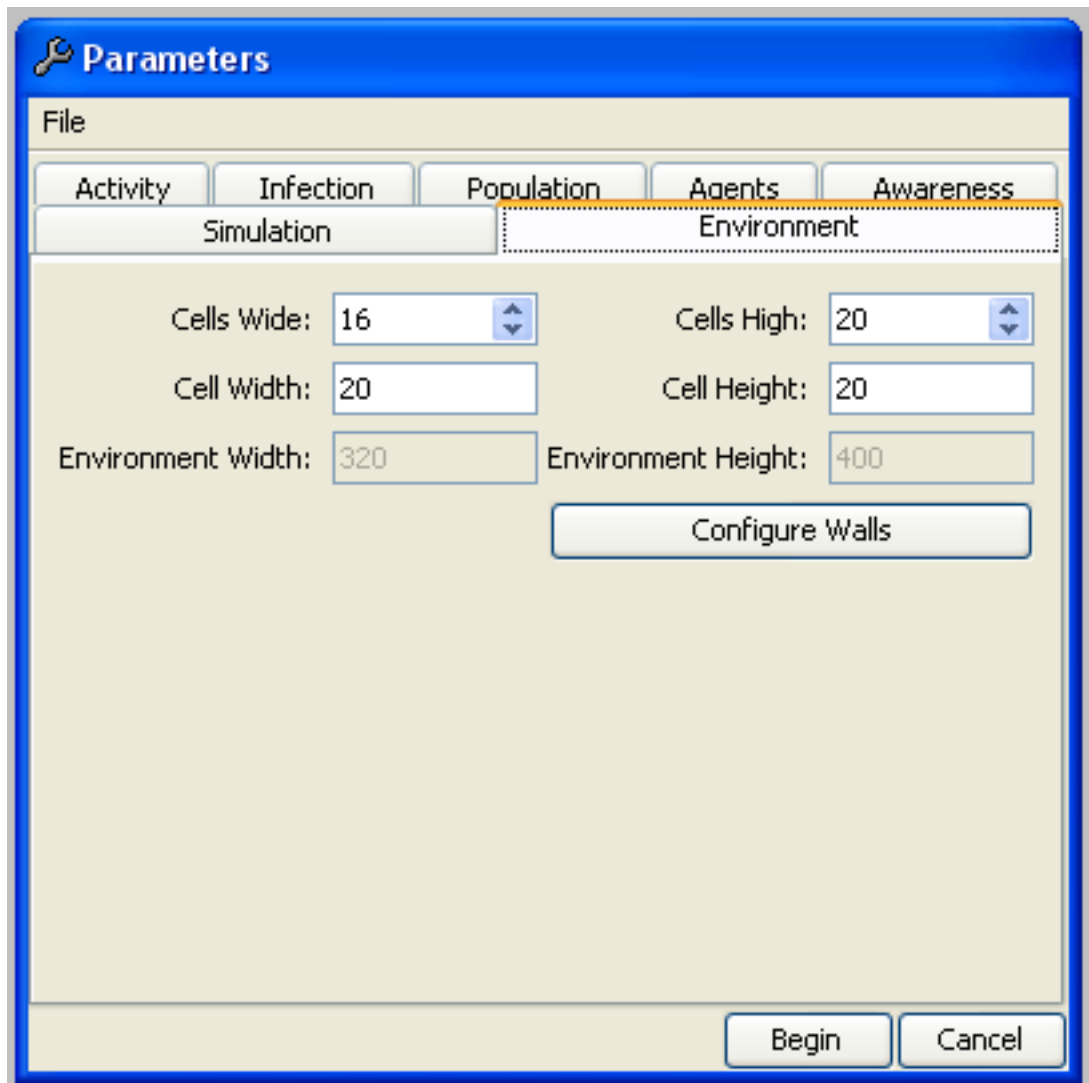 Parameters
File
Activity Infection Population Agents Awareness
Simulation Environment
Cells Wide: 16 Cells High: 20
Cell Width: 20 Cell Height: 20
Environment Width: 320 Environment Height: 400
Configure Walls
Begin Cancel